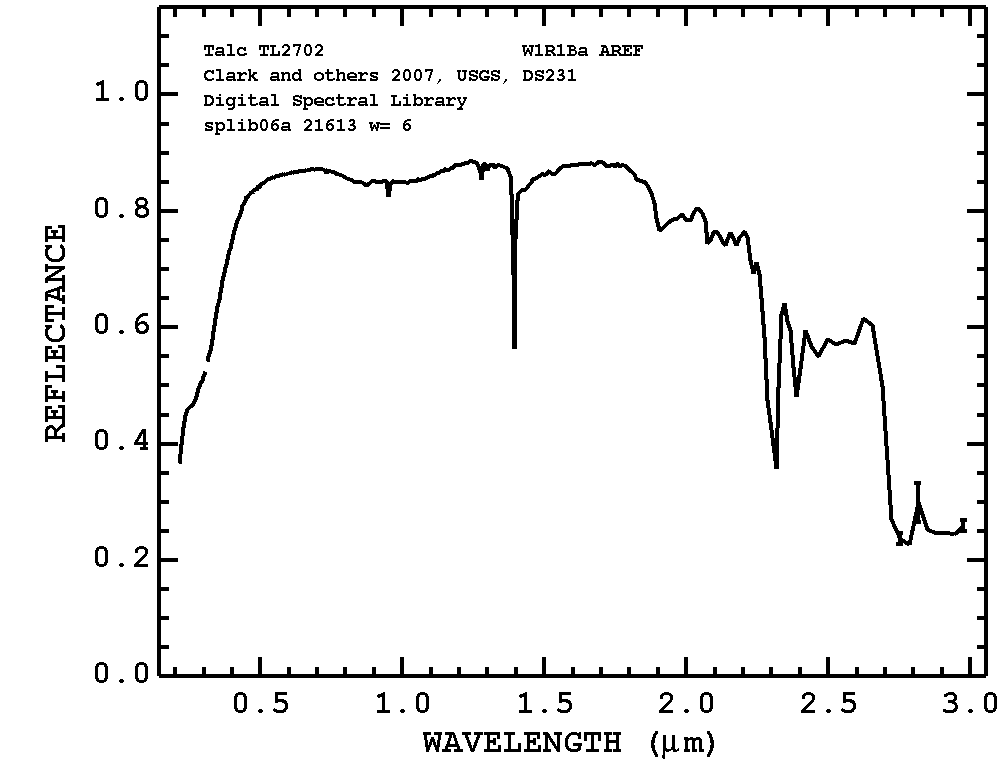 Talc TL2702 W1R1Ba AREF
Clark and others 2007, USGS, DS231
Digital Spectral Library
splib06a 21613 w= 6
1.0
0.8
0.6
0.4
0.2
0.0
REFLECTANCE
0.5 1.0 1.5 2.0 2.5 3.0
WAVELENGTH (μm)